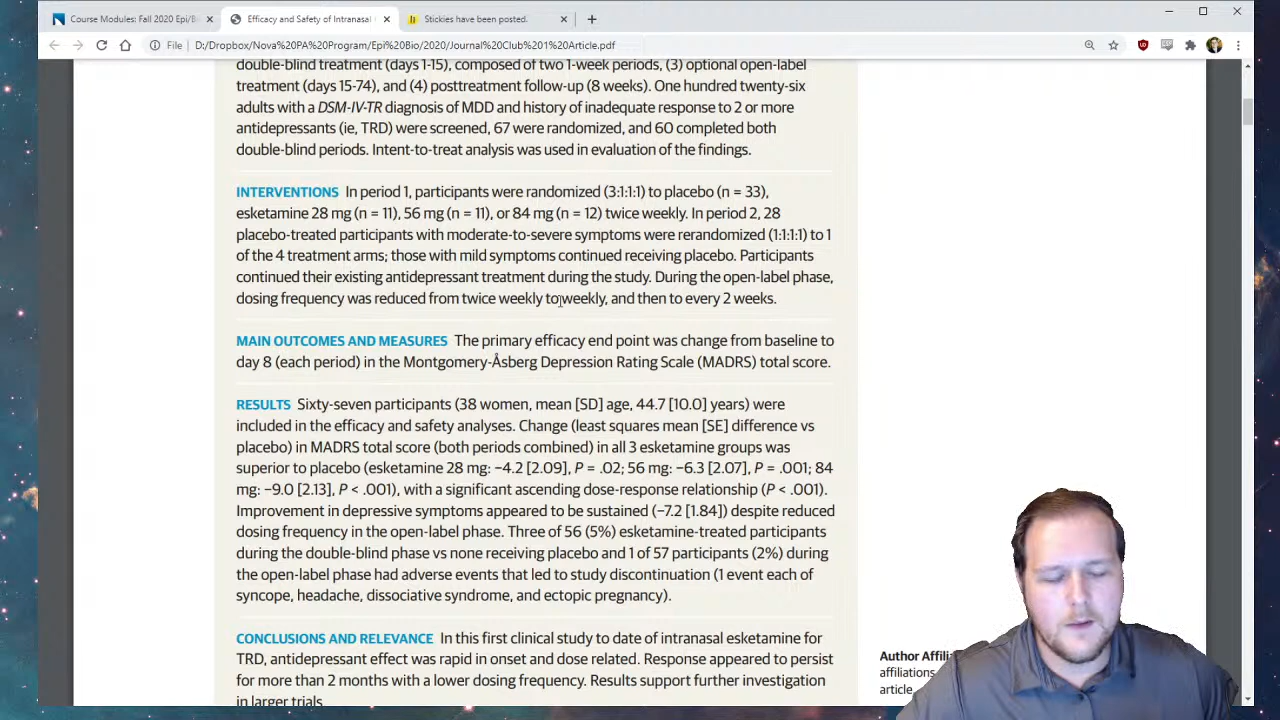 Course Modules: Fall 2020 Epi/Bi
Efficacy and Safety of Intranasal
Stickies have been posted.
File
D:/Dropbox/Nova%20PA%20Program/Epi%20Bio/2020/Journal%20Club%201%20Article.pdf
double-blind treatment (days 1-15), composed of two 1-week periods, (3) optional open-label
treatment (days 15-74), and (4) posttreatment follow-up (8 weeks). One hundred twenty-six
adults with a DSM-IV-TR diagnosis of MDD and history of inadequate response to 2 or more
antidepressants (ie, TRD) were screened, 67 were randomized, and 60 completed both
double-blind periods. Intent-to-treat analysis was used in evaluation of the findings.
INTERVENTIONS In period 1, participants were randomized (3:1:1:1) to placebo (n = 33),
esketamine 28 mg (n = 11), 56 mg (n = 11), or 84 mg (n = 12) twice weekly. In period 2, 28
placebo-treated participants with moderate-to-severe symptoms were rerandomized (1:1:1:1) to 1
of the 4 treatment arms; those with mild symptoms continued receiving placebo. Participants
continued their existing antidepressant treatment during the study. During the open-label phase,
dosing frequency was reduced from twice weekly to weekly, and then to every 2 weeks.
MAIN OUTCOMES AND MEASURES The primary efficacy end point was change from baseline to
day 8 (each period) in the Montgomery-Åsberg Depression Rating Scale (MADRS) total score.
RESULTS Sixty-seven participants (38 women, mean [SD] age, 44.7 [10.0] years) were
included in the efficacy and safety analyses. Change (least squares mean [SE] difference vs
placebo) in MADRS total score (both periods combined) in all 3 esketamine groups was
superior to placebo (esketamine 28 mg: −4.2 [2.09], P = .02; 56 mg: −6.3 [2.07], P = .001; 84
mg: −9.0 [2.13], P < .001), with a significant ascending dose-response relationship (P < .001).
Improvement in depressive symptoms appeared to be sustained (−7.2 [1.84]) despite reduced
dosing frequency in the open-label phase. Three of 56 (5%) esketamine-treated participants
during the double-blind phase vs none receiving placebo and 1 of 57 participants (2%) during
the open-label phase had adverse events that led to study discontinuation (1 event each of
syncope, headache, dissociative syndrome, and ectopic pregnancy).
CONCLUSIONS AND RELEVANCE In this first clinical study to date of intranasal esketamine for
TRD, antidepressant effect was rapid in onset and dose related. Response appeared to persist
for more than 2 months with a lower dosing frequency. Results support further investigation
in larger trials
Author Affili
affiliations
article